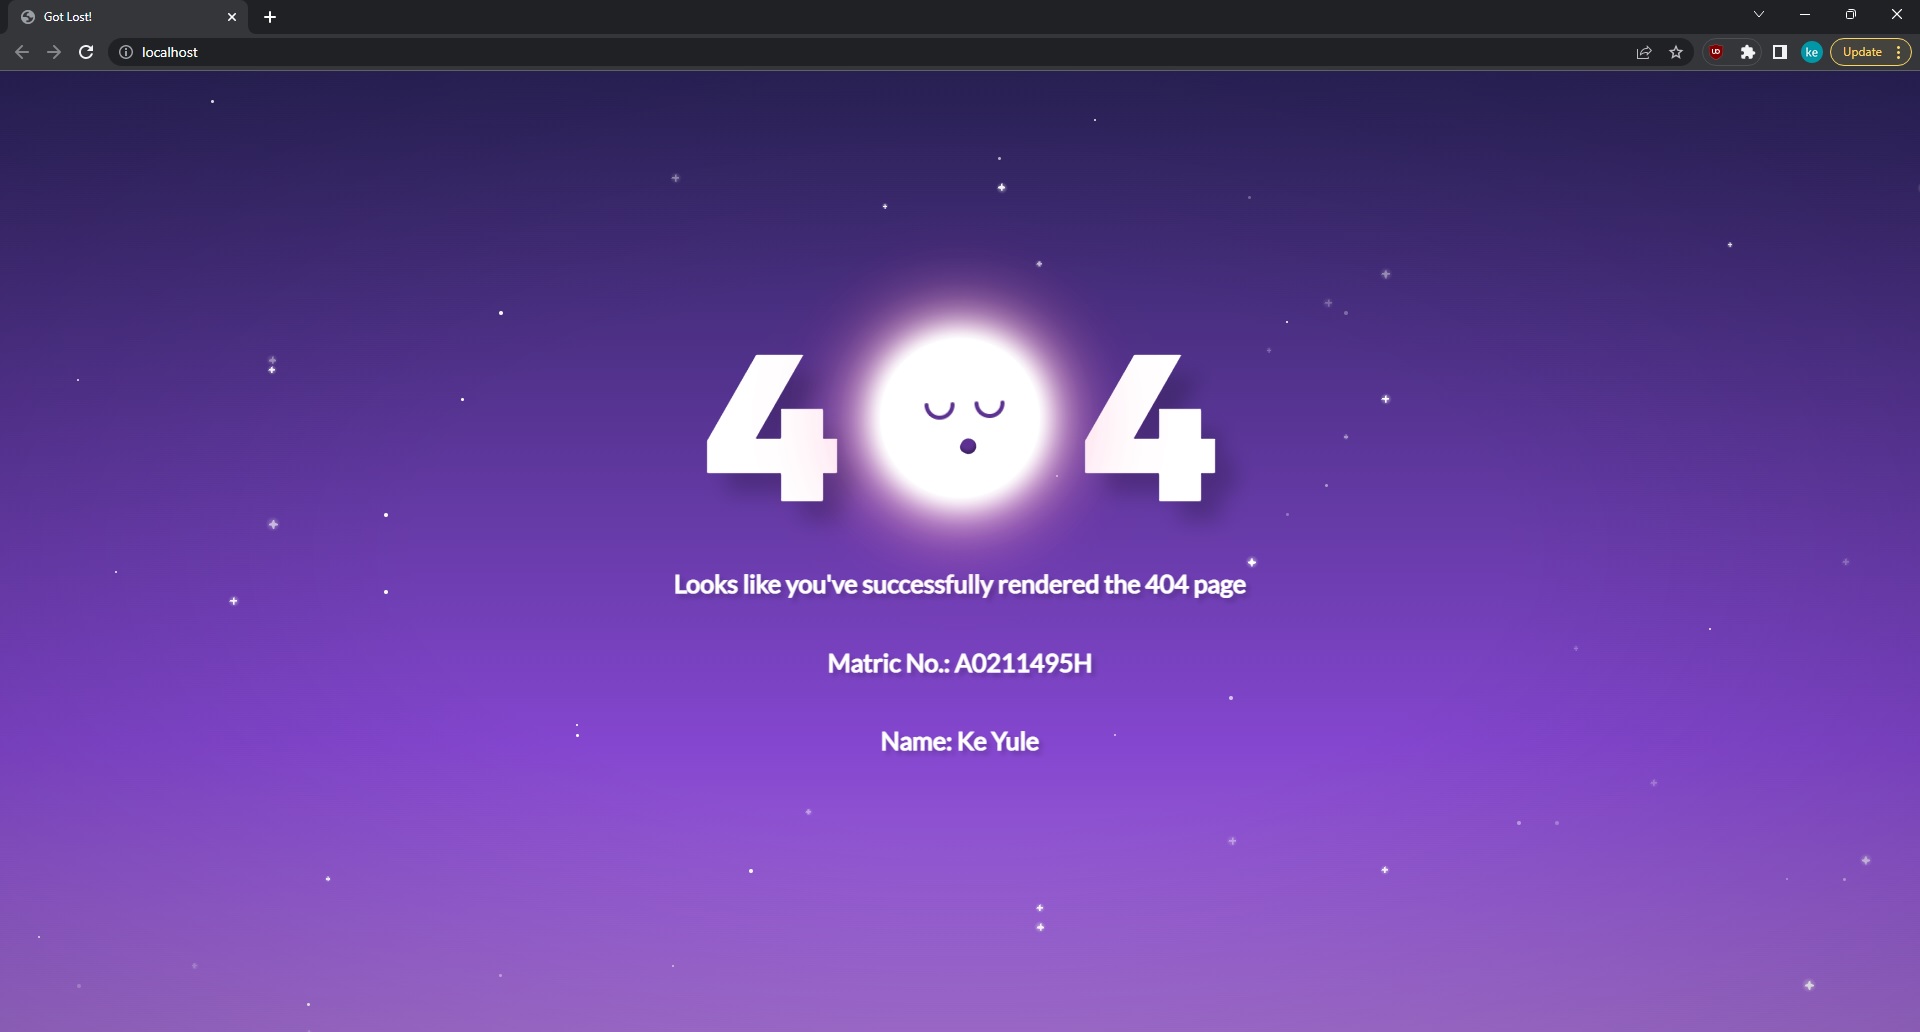 Got Lost!
localhost
UD
ke
Update
4 4
Looks like you've successfully rendered the 404 page
Matric No.: A0211495H
Name: Ke Yule